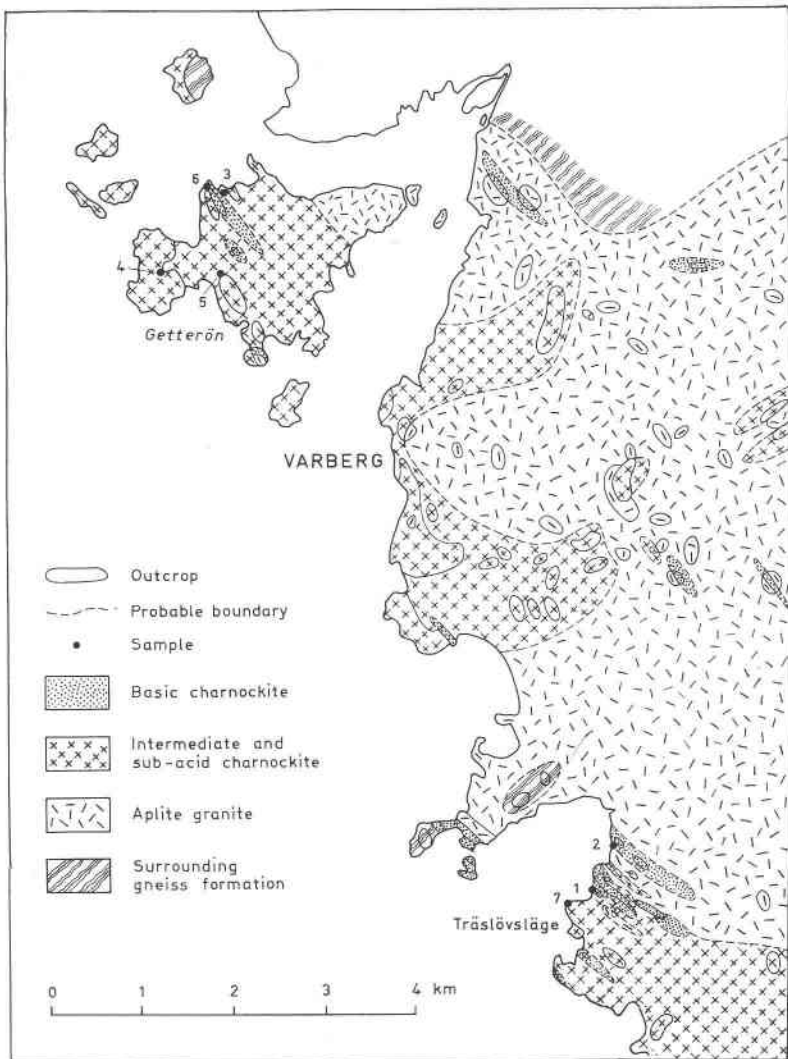 6 3
4
5
Getterön
VARBERG
Outcrop
Probable boundary
Sample
Basic charnockite
Intermediate and
sub-acid charnockite
Aplite granite
Surrounding
gneiss formation
2
1
7
Träslövsläge
0 1 2 3 4 km